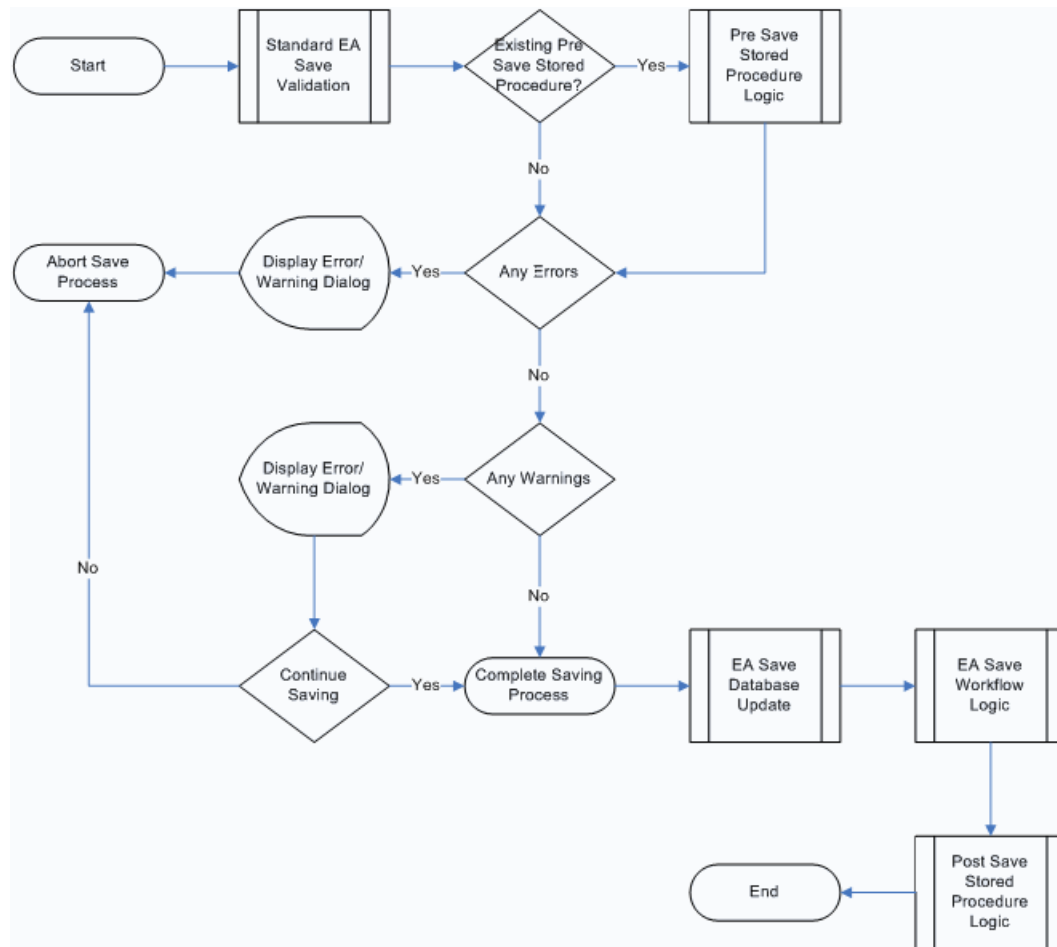 Start
Standard EA
Save
Validation
Existing Pre
Save Stored
Procedure?
Yes
Pre Save
Stored
Procedure
Logic
No
Abort Save
Process
Display Error/
Warning Dialog
Yes
Any Errors
No
Display Error/
Warning Dialog
Yes
Any Warnings
No
No
Continue
Saving
Yes
Complete Saving
Process
EA Save
Database
Update
EA Save
Workflow
Logic
End
Post Save
Stored
Procedure
Logic